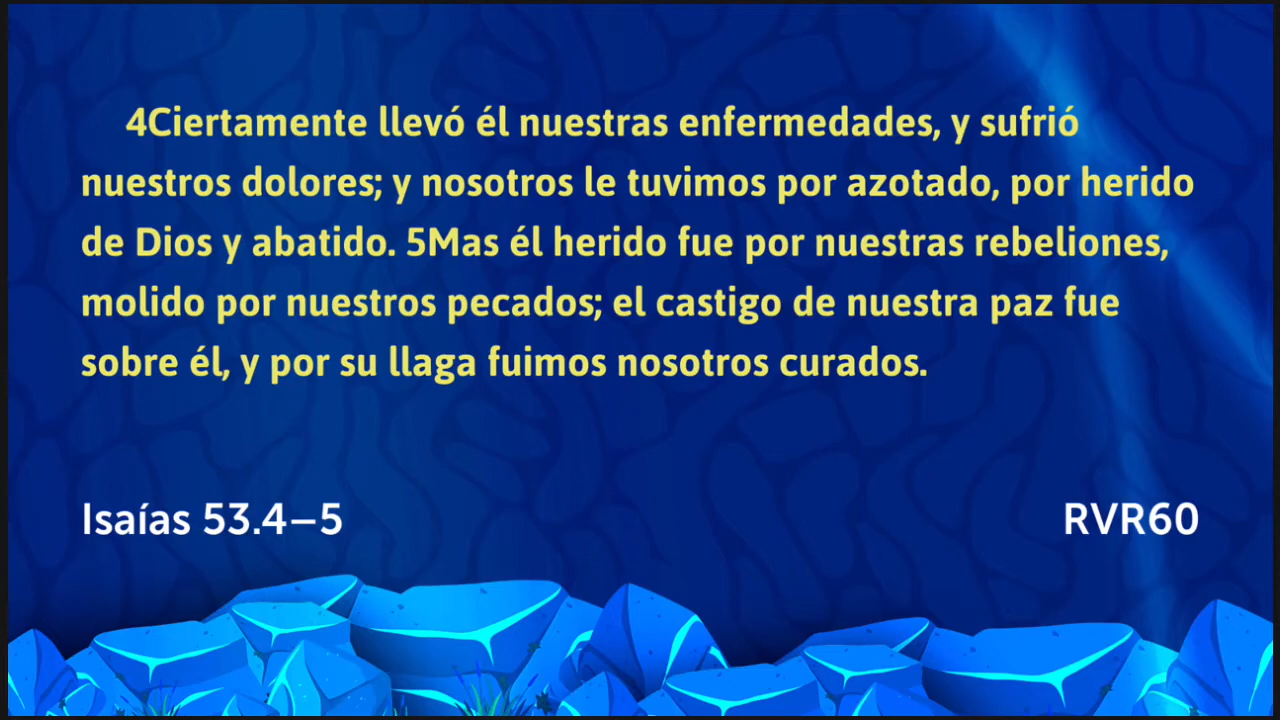 4Ciertamente llevó él nuestras enfermedades, y sufrió
nuestros dolores; y nosotros le tuvimos por azotado, por herido
de Dios y abatido. 5Mas él herido fue por nuestras rebeliones,
molido por nuestros pecados; el castigo de nuestra paz fue
sobre él, y por su llaga fuimos nosotros curados.
Isaías 53.4–5
RVR60